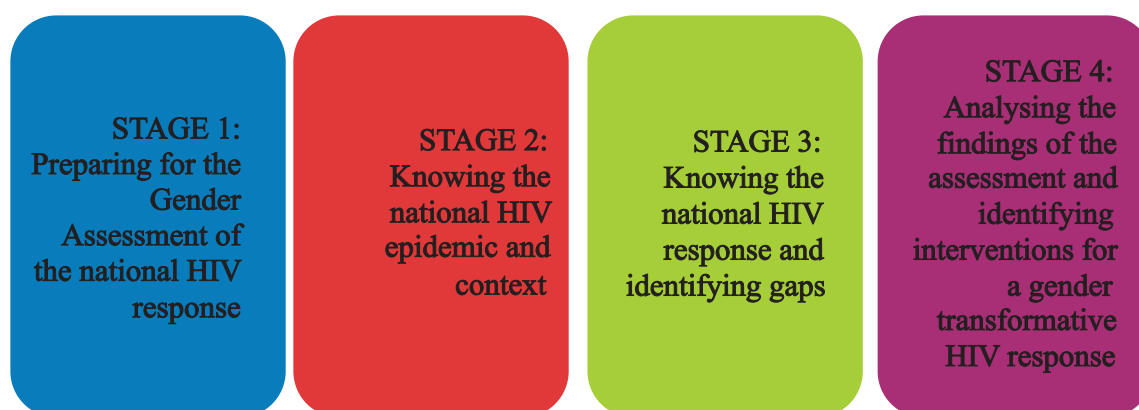 STAGE 1:
Preparing for the
Gender
Assessment of
the national HIV
response
STAGE 2:
Knowing the
national HIV
epidemic and
context
STAGE 3:
Knowing the
national HIV
response and
identifying gaps
STAGE 4:
Analysing the
findings of the
assessment and
identifying
interventions for
a gender
transformative
HIV response